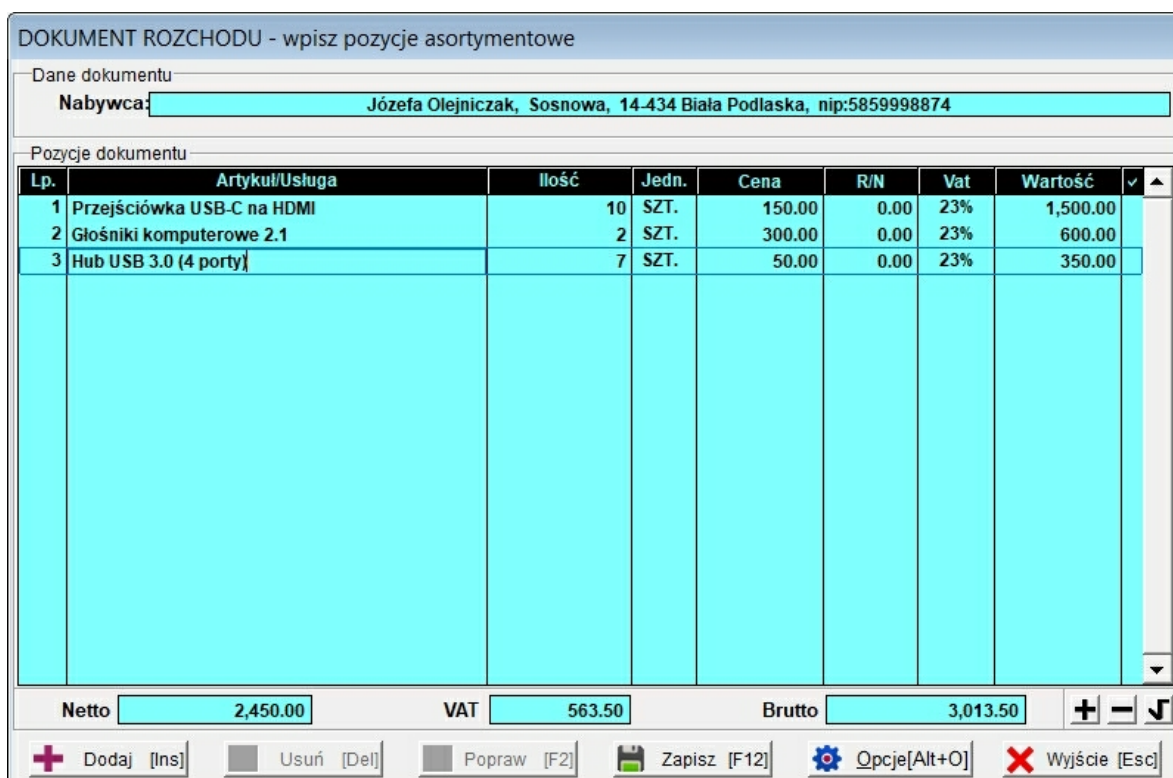 DOKUMENT ROZCHODU - wpisz pozycje asortymentowe
Dane dokumentu
Nabywca: Józefa Olejniczak, Sosnowa, 14-434 Biała Podlaska, nip:5859998874
Pozycje dokumentu
Lp. Artykuł/Usługa Ilość Jedn. Cena R/N Vat Wartość
1 Przejściówka USB-C na HDMI 10 SZT. 150.00 0.00 23% 1,500.00
2 Głośniki komputerowe 2.1 2 SZT. 300.00 0.00 23% 600.00
3 Hub USB 3.0 (4 porty) 7 SZT. 50.00 0.00 23% 350.00
Netto 2,450.00 VAT 563.50 Brutto 3,013.50
Dodaj [Ins] Usuń [Del] Popraw [F2] Zapisz [F12] Opcje[Alt+O] Wyjście [Esc]